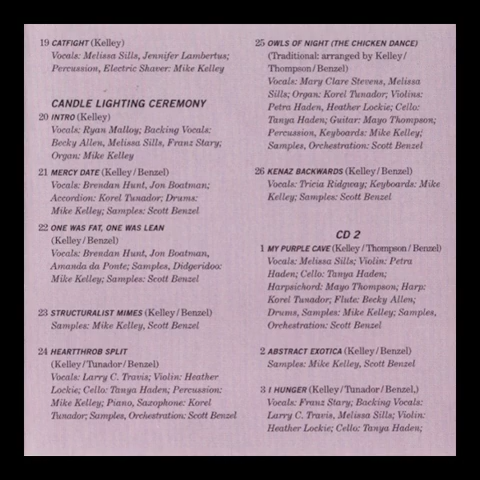 19 CATFIGHT (Kelley)
Vocals: Melissa Sills, Jennifer Lambertus;
Percussion, Electric Shaver: Mike Kelley
CANDLE LIGHTING CEREMONY
20 INTRO (Kelley)
Vocals: Ryan Malloy; Backing Vocals:
Becky Allen, Melissa Sills, Franz Stary;
Organ: Mike Kelley
21 MERCY DATE (Kelley/Benzel)
Vocals: Brendan Hunt, Jon Boatman;
Accordion: Korel Tunador; Drums:
Mike Kelley; Samples: Scott Benzel
22 ONE WAS FAT, ONE WAS LEAN
(Kelley/Benzel)
Vocals: Brendan Hunt, Jon Boatman,
Amanda da Ponte; Samples, Didgeridoo:
Mike Kelley; Samples: Scott Benzel
23 STRUCTURALIST MIMES (Kelley/Benzel)
Samples: Mike Kelley, Scott Benzel
24 HEARTTHROB SPLIT
(Kelley/Tunador/Benzel)
Vocals: Larry C. Travis; Violin: Heather
Lockie; Cello: Tanya Haden; Percussion:
Mike Kelley; Piano, Saxophone: Korel
Tunador; Samples, Orchestration: Scott Benzel
25 OWLS OF NIGHT (THE CHICKEN DANCE)
(Traditional: arranged by Kelley/
Thompson/Benzel)
Vocals: Mary Clare Stevens, Melissa
Sills; Organ: Korel Tunador; Violins:
Petra Haden, Heather Lockie; Cello:
Tanya Haden; Guitar: Mayo Thompson;
Percussion, Keyboards: Mike Kelley;
Samples, Orchestration: Scott Benzel
26 KENAZ BACKWARDS (Kelley/Benzel)
Vocals: Tricia Ridgway; Keyboards: Mike
Kelley; Samples: Scott Benzel
CD 2
1 MY PURPLE CAVE (Kelley/Thompson/Benzel)
Vocals: Melissa Sills; Violin: Petra
Haden; Cello: Tanya Haden;
Harpsichord: Mayo Thompson; Harp:
Korel Tunador, Flute: Becky Allen;
Drums, Samples: Mike Kelley; Samples,
Orchestration: Scott Benzel
2 ABSTRACT EXOTICA (Kelley/Benzel)
Samples: Mike Kelley, Scott Benzel
3 I HUNGER (Kelley/Tunador/Benzel,)
Vocals: Franz Stary; Backing Vocals:
Larry C. Travis, Melissa Sills; Violin:
Heather Lockie; Cello: Tanya Haden;